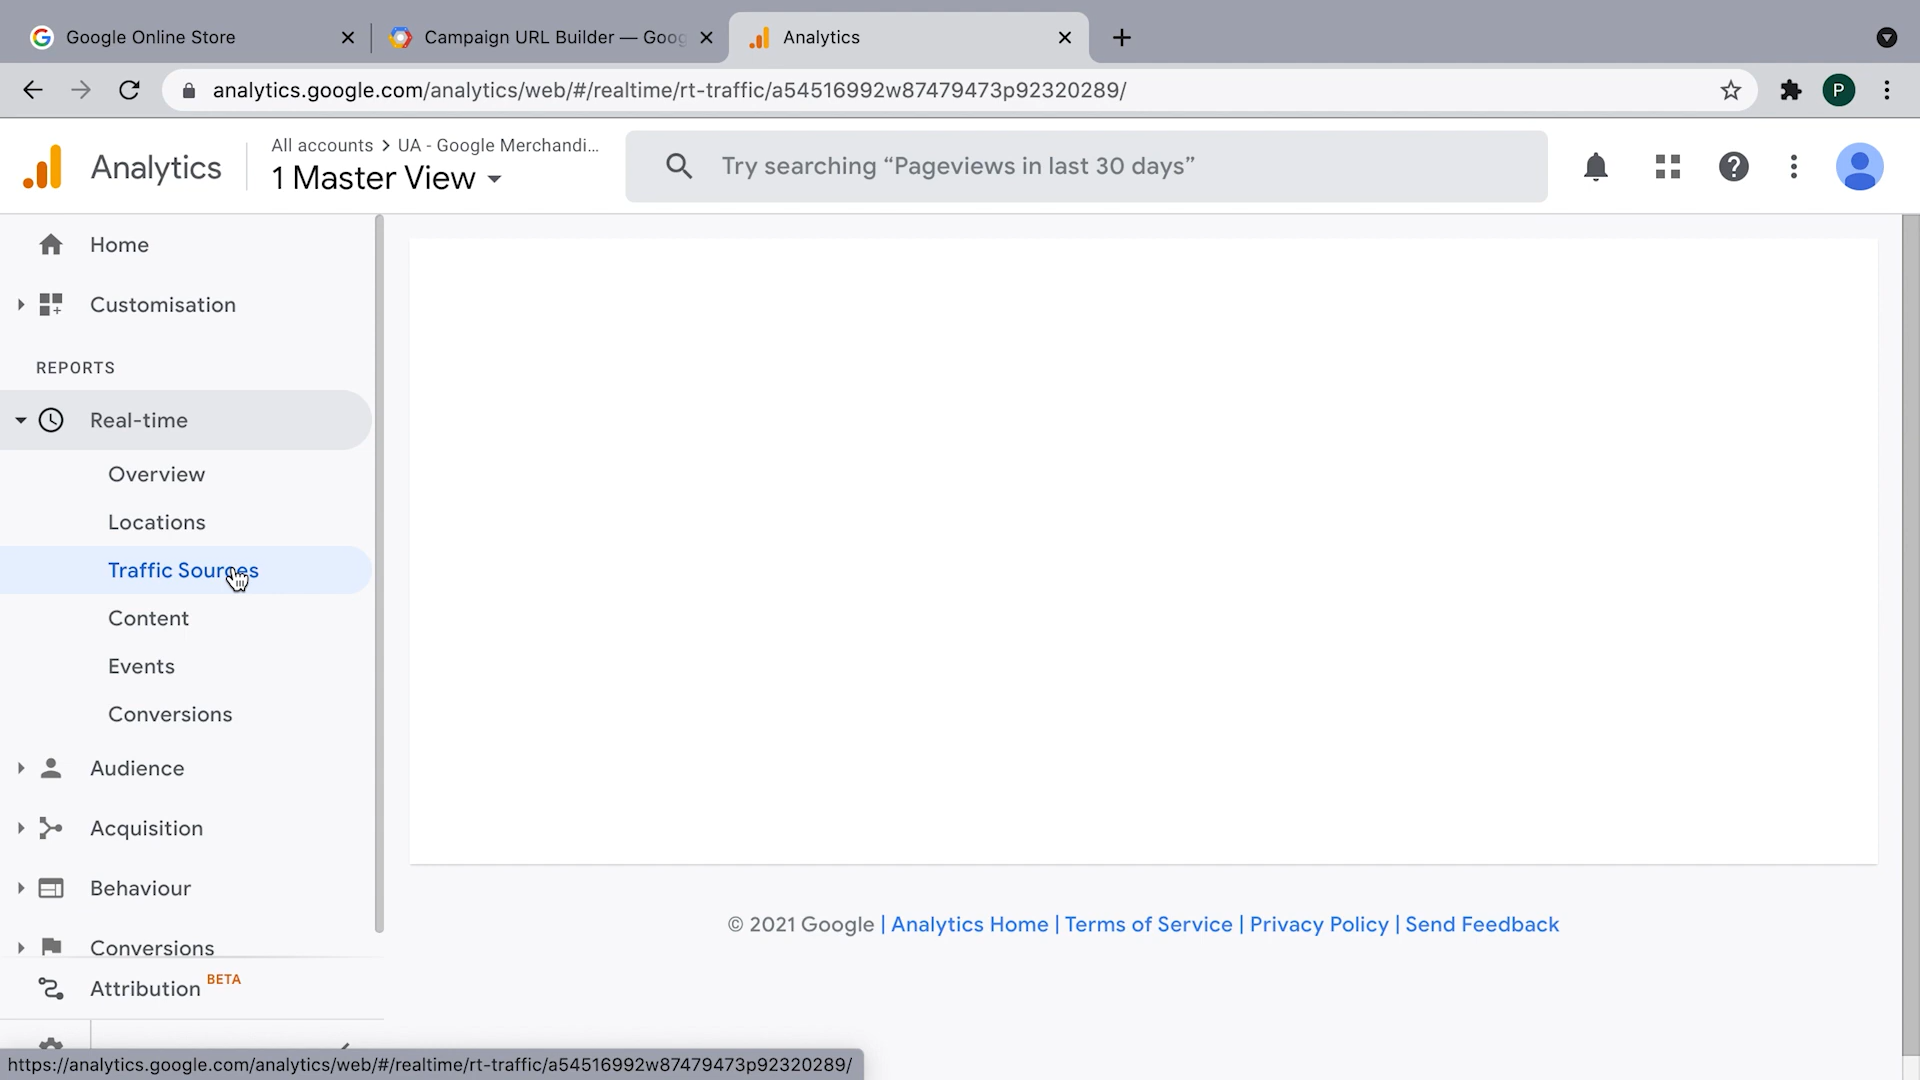 Google Online Store
Campaign URL Builder — Goog
Analytics
analytics.google.com/analytics/web/#/realtime/rt-traffic/a54516992w87479473p92320289/
P
Analytics
All accounts > UA - Google Merchandi...
1 Master View
Try searching “Pageviews in last 30 days”
Home
Customisation
REPORTS
Real-time
Overview
Locations
Traffic Sources
Content
Events
Conversions
Audience
Acquisition
Behaviour
Conversions
Attribution BETA
© 2021 Google | Analytics Home | Terms of Service | Privacy Policy | Send Feedback
https://analytics.google.com/analytics/web/#/realtime/rt-traffic/a54516992w87479473p92320289/